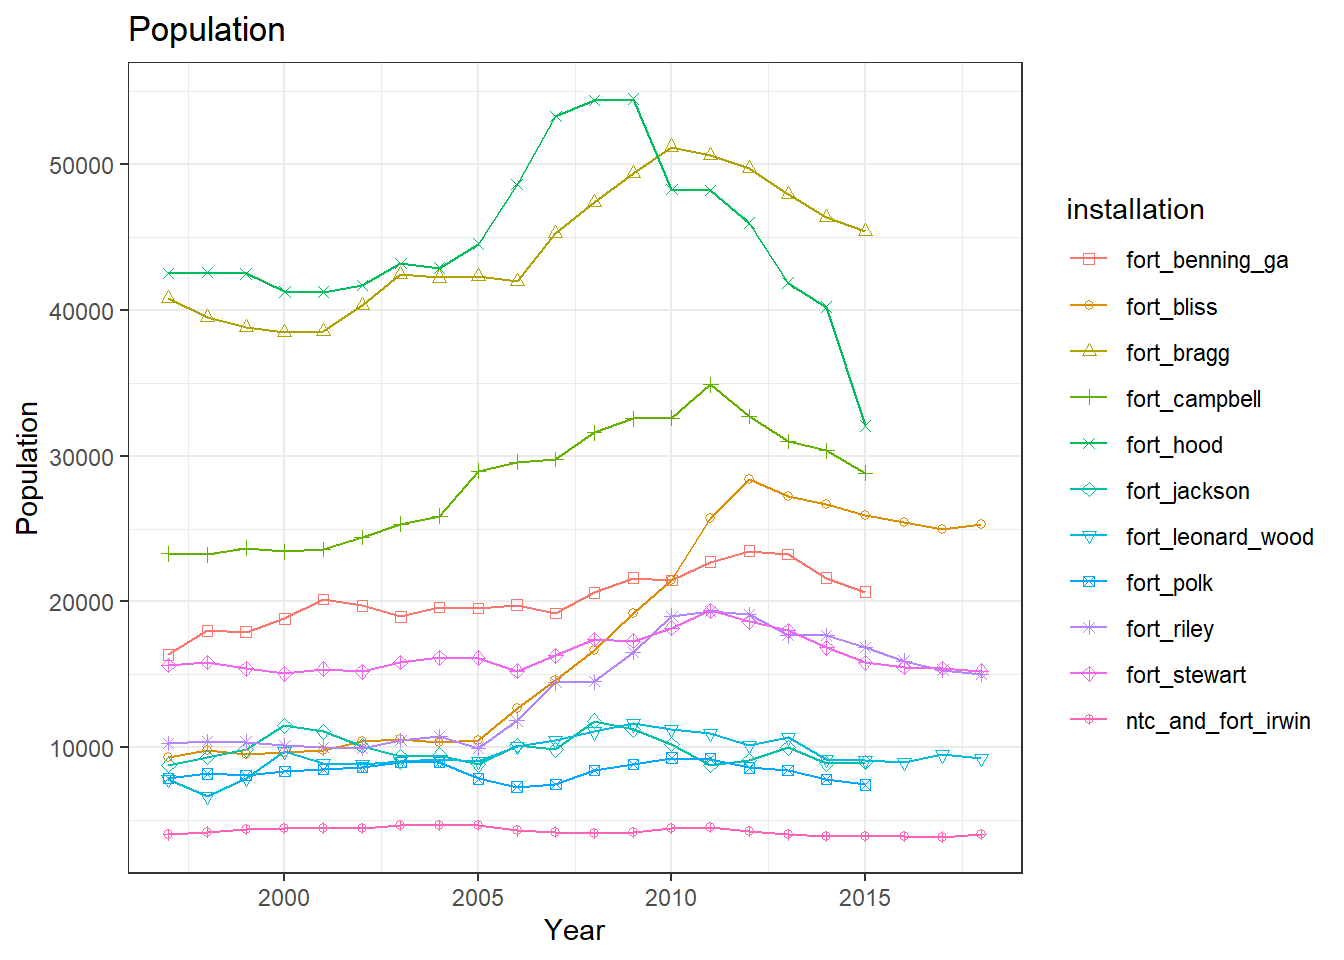 Population
50000
40000
30000
20000
10000
Population
2000 2005 2010 2015
Year
installation
fort_benning_ga
fort_bliss
fort_bragg
fort_campbell
fort_hood
fort_jackson
fort_leonard_wood
fort_polk
fort_riley
fort_stewart
ntc_and_fort_irwin